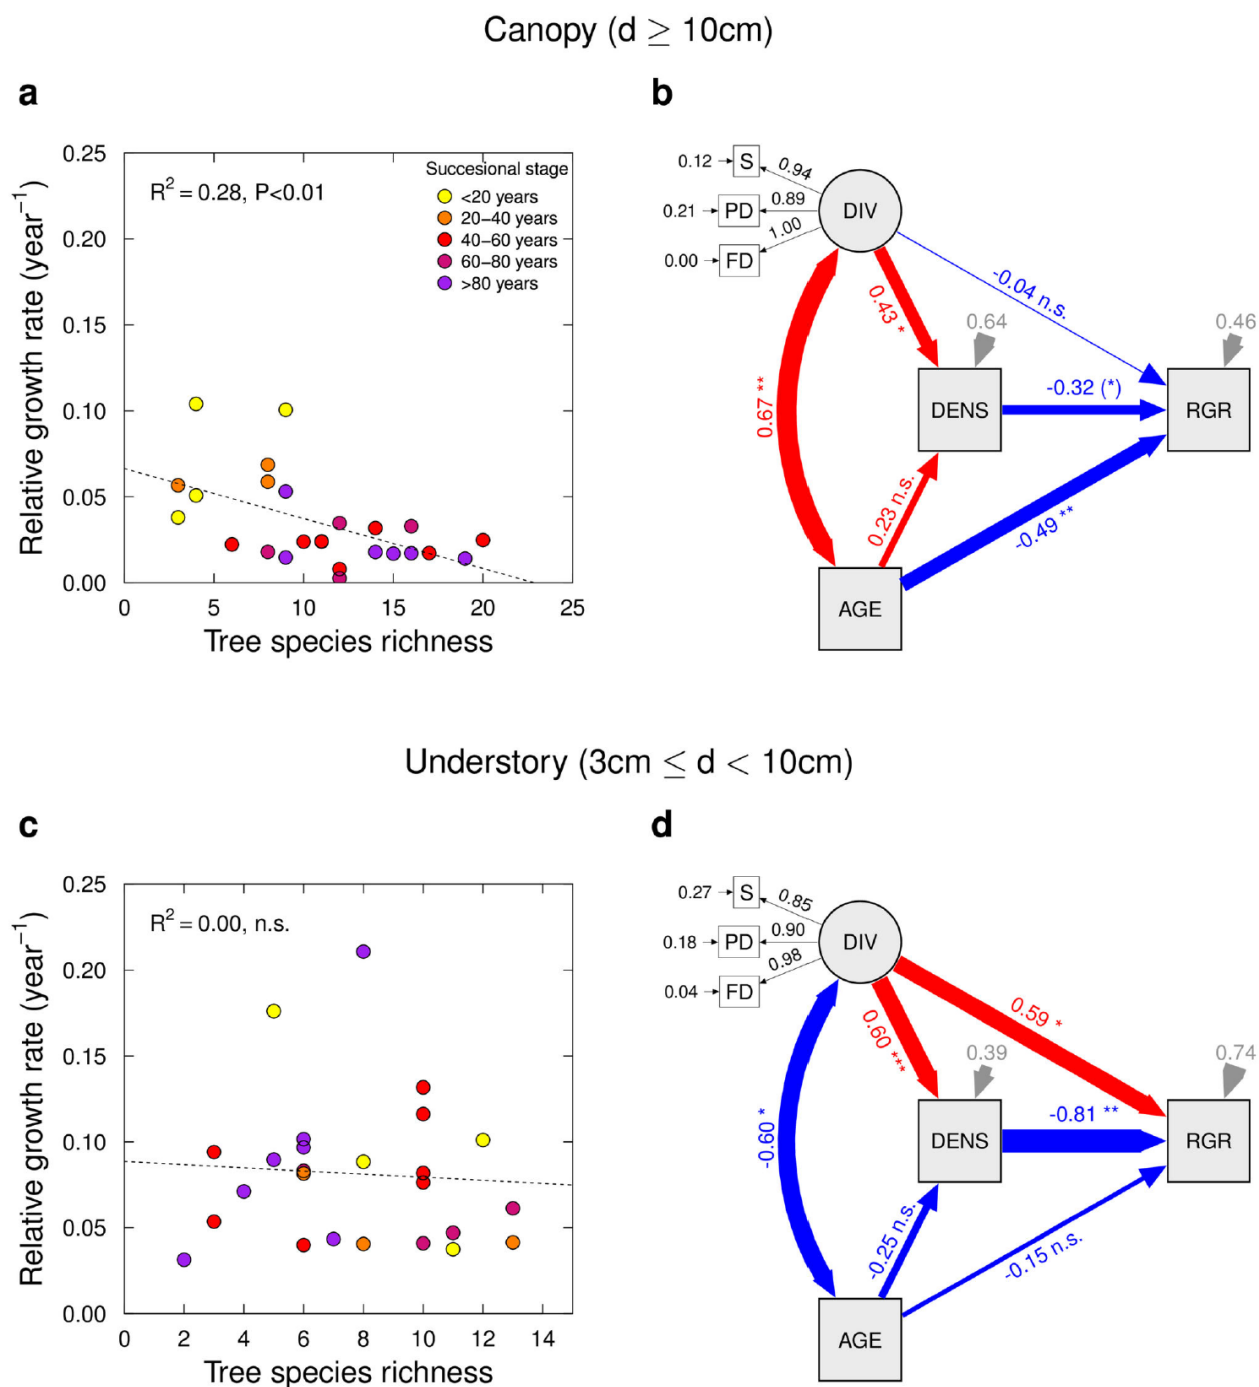 Canopy (d ≥ 10cm)
a
R² = 0.28, P<0.01
Succesional stage
<20 years
20–40 years
40–60 years
60–80 years
>80 years
Relative growth rate (year⁻¹)
0.25
0.20
0.15
0.10
0.05
0.00
0 5 10 15 20 25
Tree species richness
b
0.12 S 0.94
0.21 PD 0.89
0.00 FD 1.00
DIV
-0.04 n.s.
0.43 *
0.64
0.46
0.67 **
DENS
-0.32 (*)
RGR
0.23 n.s.
-0.49 **
AGE
Understory (3cm ≤ d < 10cm)
c
R² = 0.00, n.s.
Relative growth rate (year⁻¹)
0.25
0.20
0.15
0.10
0.05
0.00
0 2 4 6 8 10 12 14
Tree species richness
d
0.27 S 0.85
0.18 PD 0.90
0.04 FD 0.98
DIV
0.59 *
0.60 ***
0.39
0.74
-0.60 *
DENS
-0.81 **
RGR
-0.25 n.s.
-0.15 n.s.
AGE